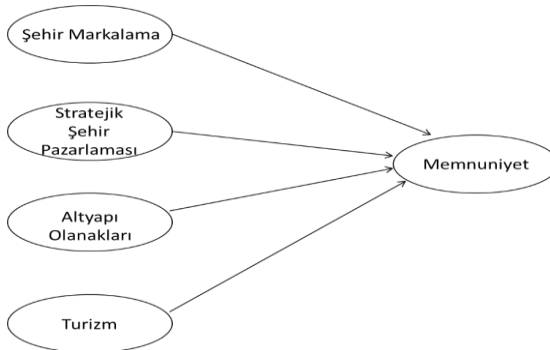 Şehir Markalama
Stratejik
Şehir
Pazarlaması
Memnuniyet
Altyapı
Olanakları
Turizm